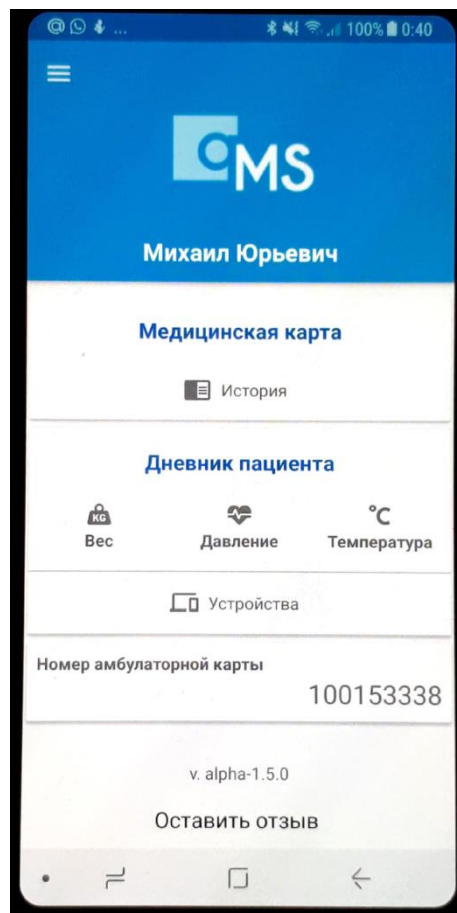 @ ... 100% 0:40
CMS
Михаил Юрьевич
Медицинская карта
История
Дневник пациента
KG °C
Вес Давление Температура
Устройства
Номер амбулаторной карты
100153338
v. alpha-1.5.0
Оставить отзыв